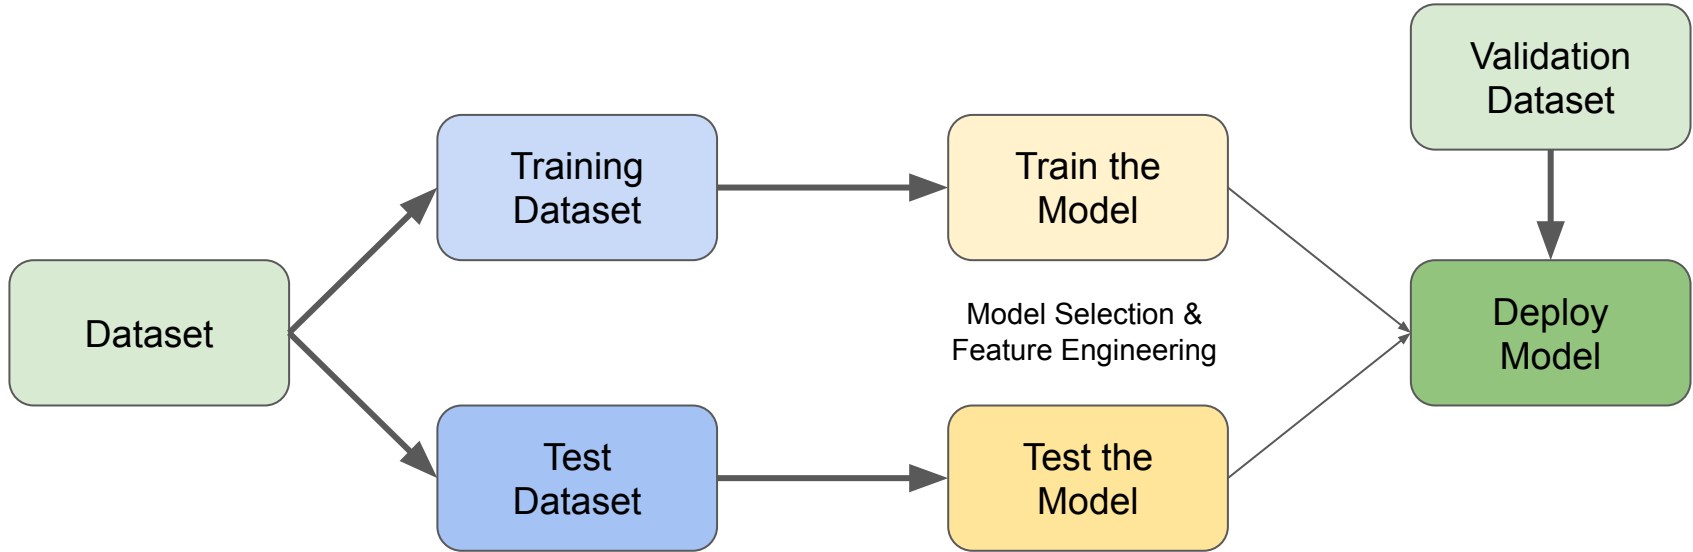 Validation
Dataset
Training
Dataset
Train the
Model
Dataset
Model Selection &
Feature Engineering
Deploy
Model
Test
Dataset
Test the
Model